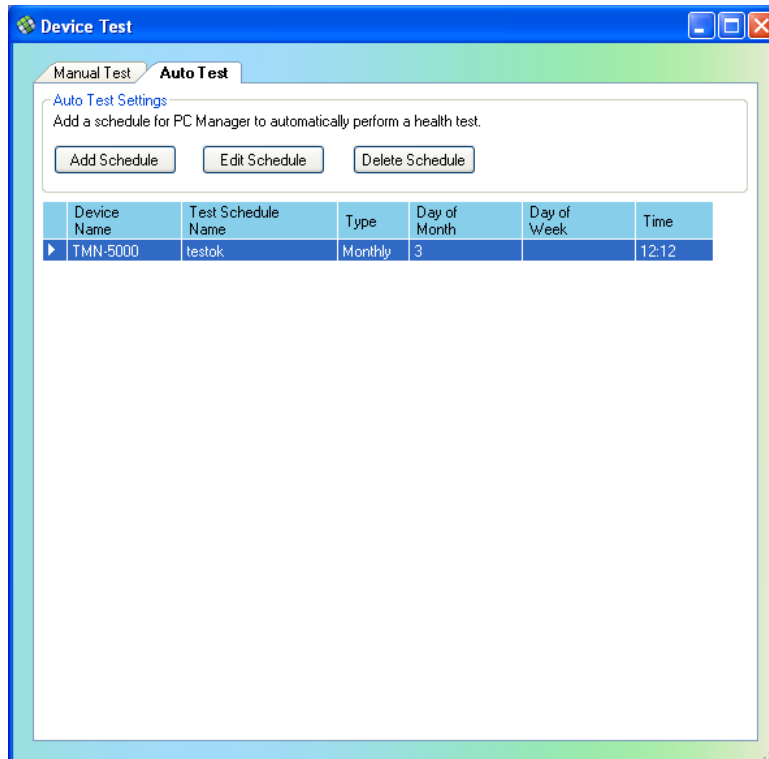 Device Test
Manual Test Auto Test
Auto Test Settings
Add a schedule for PC Manager to automatically perform a health test.
Add Schedule Edit Schedule Delete Schedule
Device Name Test Schedule Name Type Day of Month Day of Week Time
TMN-5000 testok Monthly 3 12:12